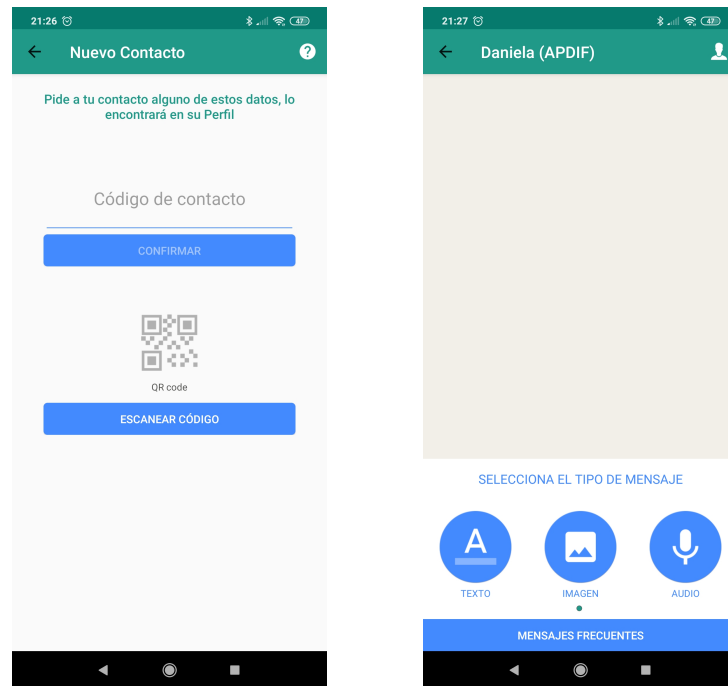 21:26
47
Nuevo Contacto
?
Pide a tu contacto alguno de estos datos, lo
encontrará en su Perfil
Código de contacto
CONFIRMAR
QR code
ESCANEAR CÓDIGO
21:27
47
Daniela (APDIF)
SELECCIONA EL TIPO DE MENSAJE
A
TEXTO
IMAGEN
AUDIO
MENSAJES FRECUENTES